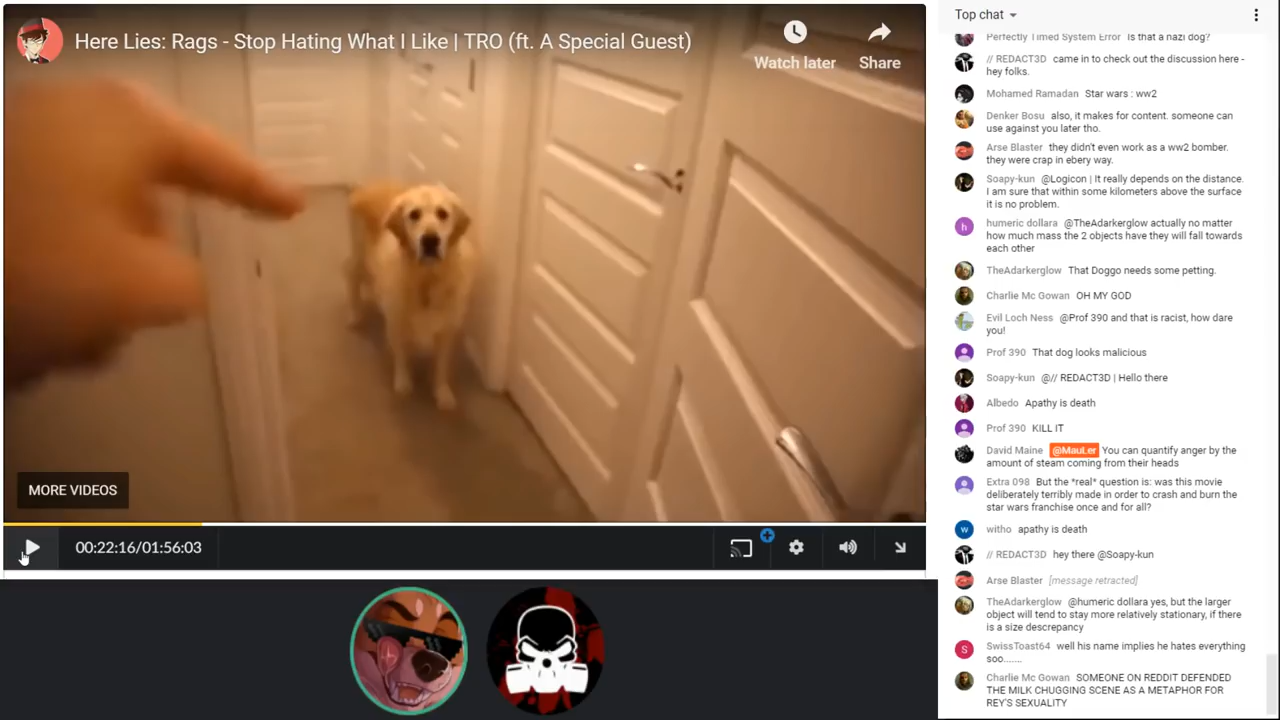 Here Lies: Rags - Stop Hating What I Like | TRO (ft. A Special Guest)
Watch later
Share
MORE VIDEOS
00:22:16/01:56:03
Top chat
Perfectly Timed System Error Is that a nazi dog?
// REDACT3D came in to check out the discussion here -
hey folks.
Mohamed Ramadan Star wars : ww2
Denker Bosu also, it makes for content. someone can
use against you later tho.
Arse Blaster they didn't even work as a ww2 bomber.
they were crap in ebery way.
Soapy-kun @Logicon | It really depends on the distance.
I am sure that within some kilometers above the surface
it is no problem.
h
humeric dollara @TheAdarkerglow actually no matter
how much mass the 2 objects have they will fall towards
each other
TheAdarkerglow That Doggo needs some petting.
Charlie Mc Gowan OH MY GOD
Evil Loch Ness @Prof 390 and that is racist, how dare
you!
Prof 390 That dog looks malicious
Soapy-kun @// REDACT3D | Hello there
Albedo Apathy is death
Prof 390 KILL IT
David Maine @MauLer You can quantify anger by the
amount of steam coming from their heads
Extra 098 But the *real* question is: was this movie
deliberately terribly made in order to crash and burn the
star wars franchise once and for all?
w
witho apathy is death
// REDACT3D hey there @Soapy-kun
Arse Blaster [message retracted]
TheAdarkerglow @humeric dollara yes, but the larger
object will tend to stay more relatively stationary, if there
is a size descrepancy
S
SwissToast64 well his name implies he hates everything
soo.......
Charlie Mc Gowan SOMEONE ON REDDIT DEFENDED
THE MILK CHUGGING SCENE AS A METAPHOR FOR
REY'S SEXUALITY